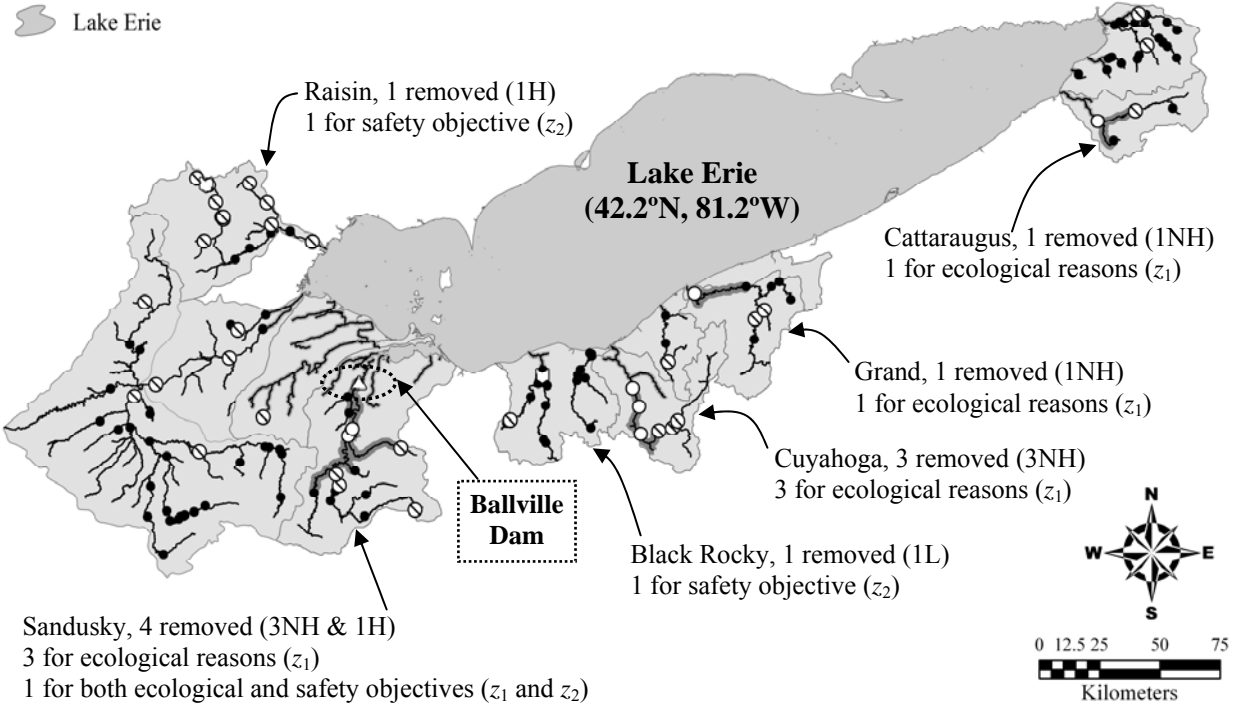 Lake Erie
Raisin, 1 removed (1H)
1 for safety objective (z₂)
Lake Erie
(42.2ºN, 81.2ºW)
Cattaraugus, 1 removed (1NH)
1 for ecological reasons (z₁)
Grand, 1 removed (1NH)
1 for ecological reasons (z₁)
Cuyahoga, 3 removed (3NH)
3 for ecological reasons (z₁)
Ballville
Dam
Black Rocky, 1 removed (1L)
1 for safety objective (z₂)
Sandusky, 4 removed (3NH & 1H)
3 for ecological reasons (z₁)
1 for both ecological and safety objectives (z₁ and z₂)
N
W E
S
0 12.5 25 50 75
Kilometers